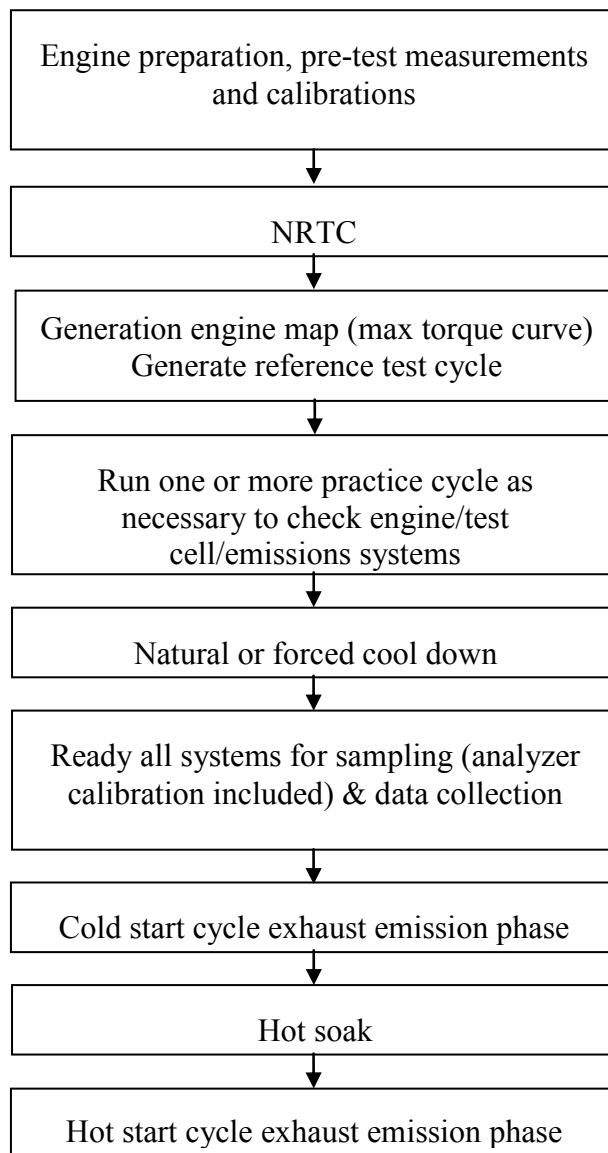 Engine preparation, pre-test measurements
and calibrations
NRTC
Generation engine map (max torque curve)
Generate reference test cycle
Run one or more practice cycle as
necessary to check engine/test
cell/emissions systems
Natural or forced cool down
Ready all systems for sampling (analyzer
calibration included) & data collection
Cold start cycle exhaust emission phase
Hot soak
Hot start cycle exhaust emission phase